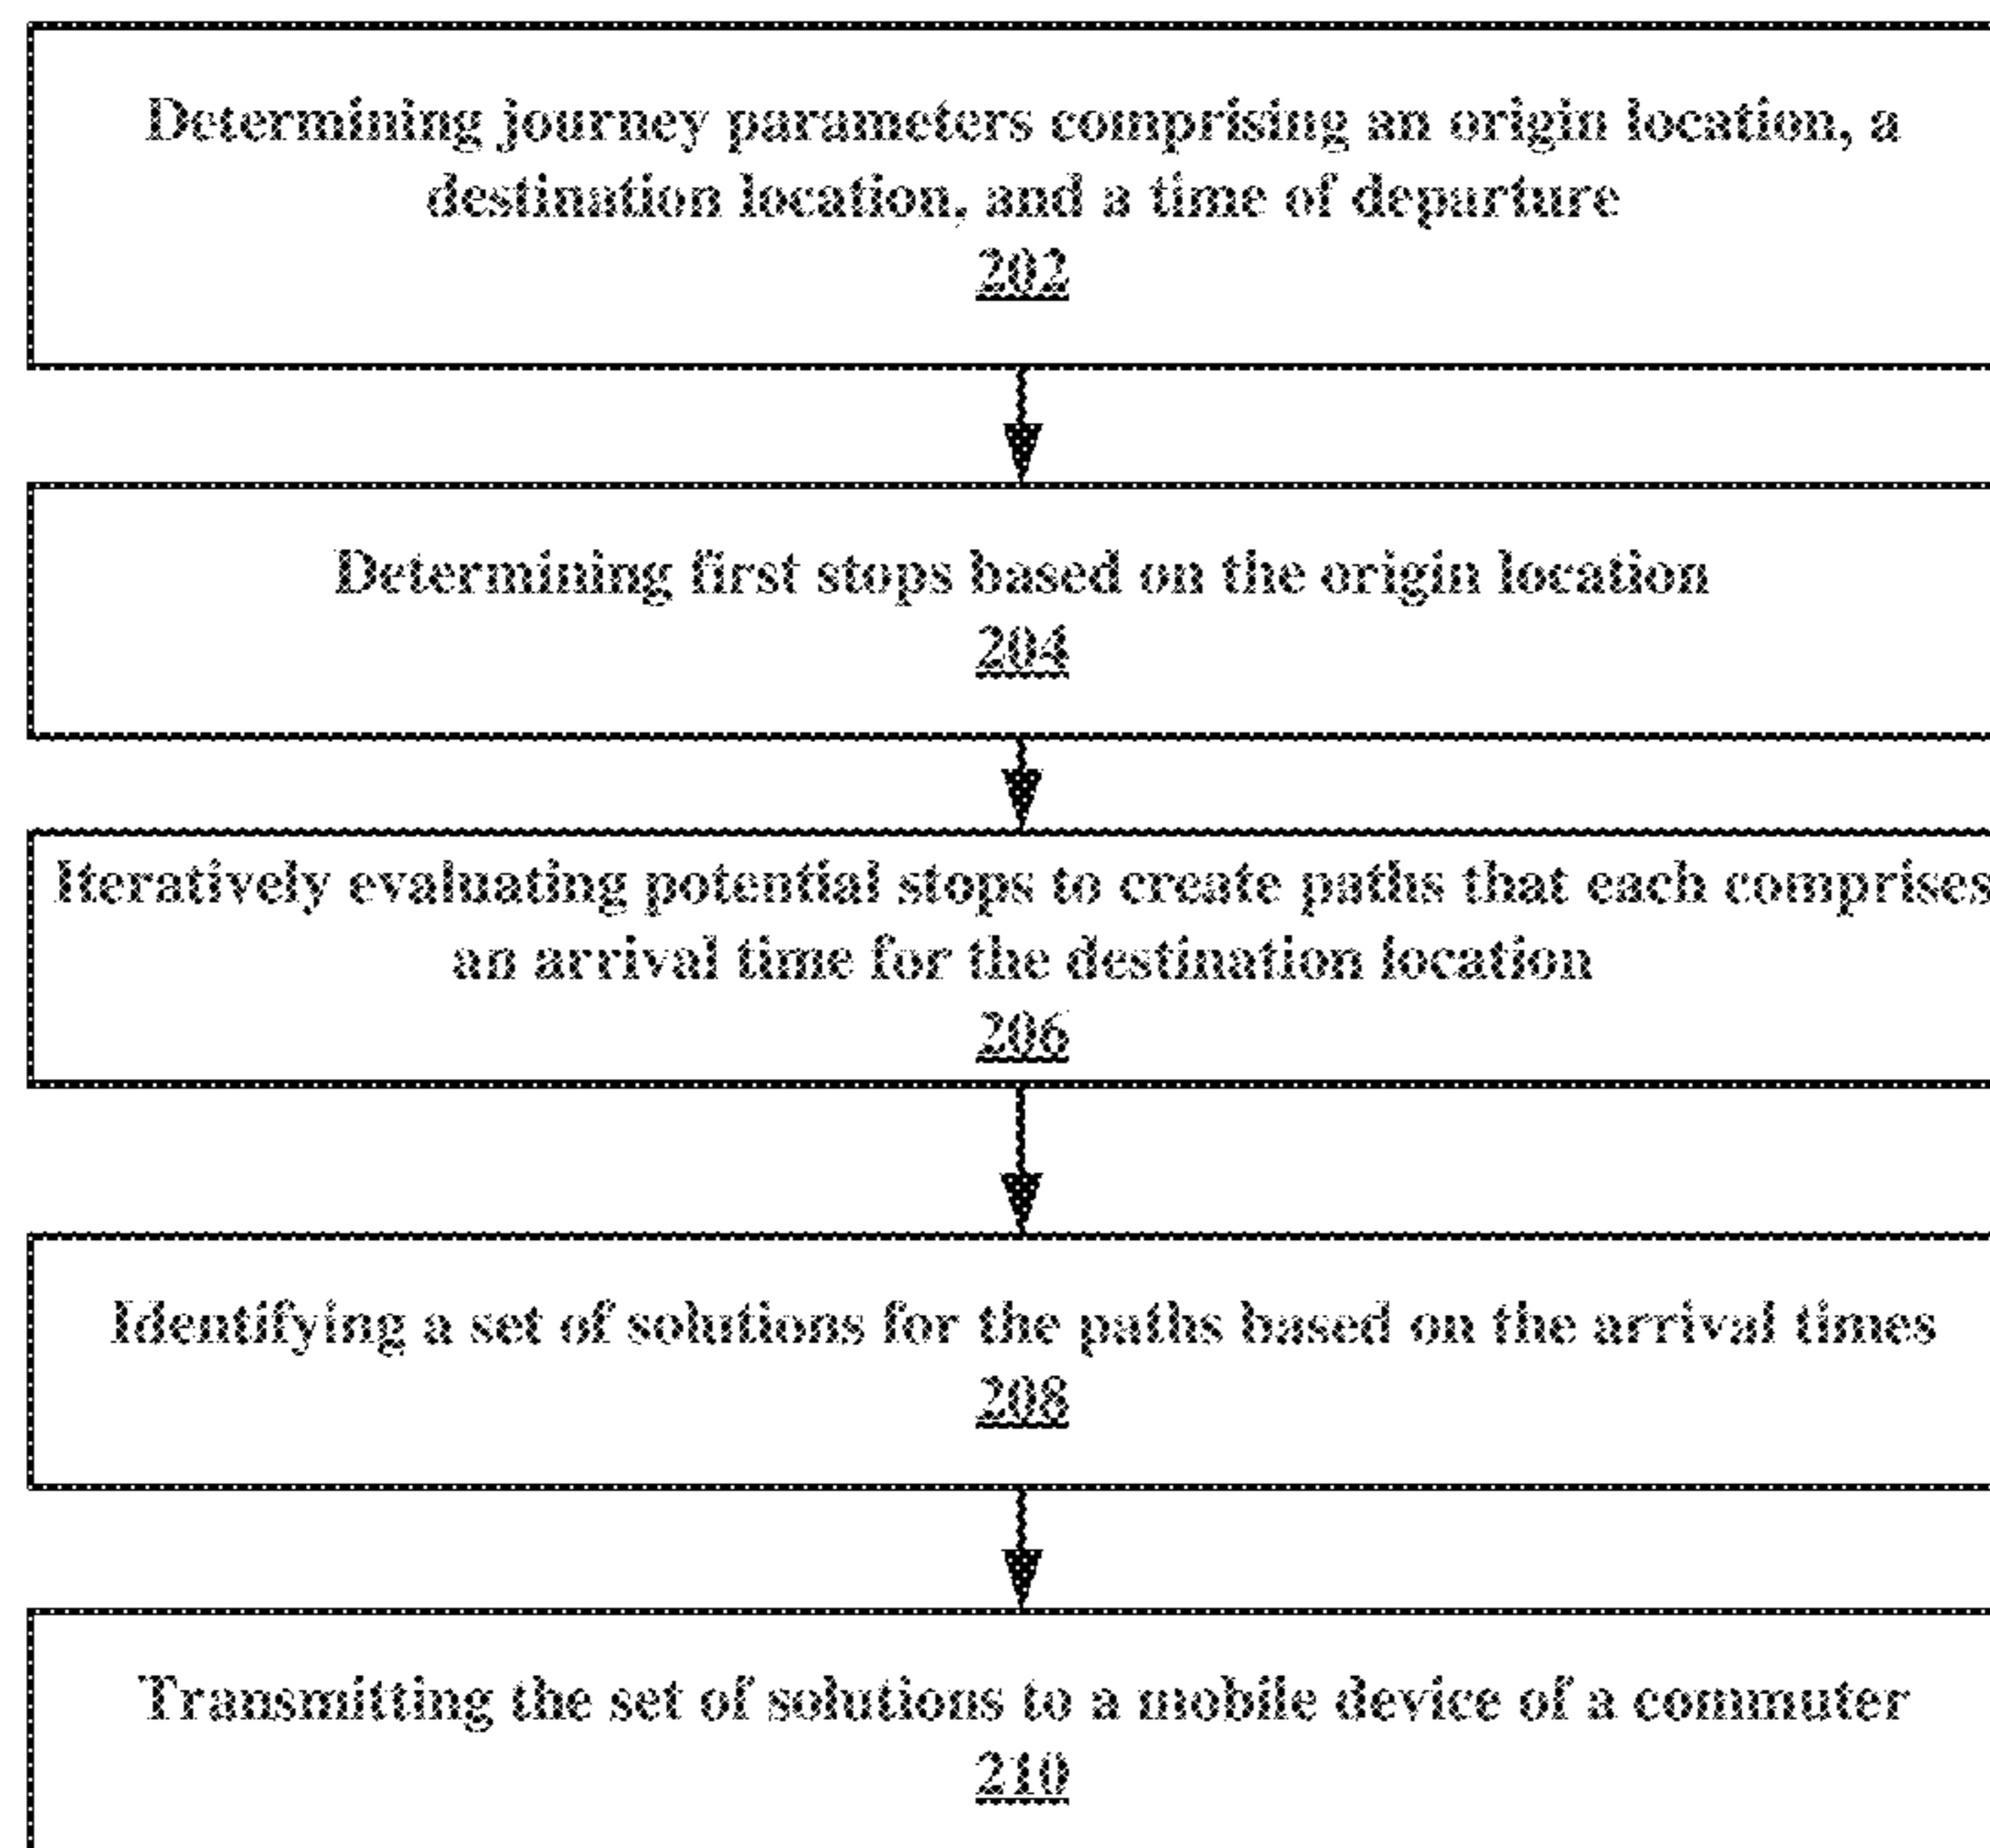 Determining journey parameters comprising an origin location, a
destination location, and a time of departure
202
Determining first stops based on the origin location
204
Iteratively evaluating potential stops to create paths that each comprises
an arrival time for the destination location
206
Identifying a set of solutions for the paths based on the arrival times
208
Transmitting the set of solutions to a mobile device of a commuter
210